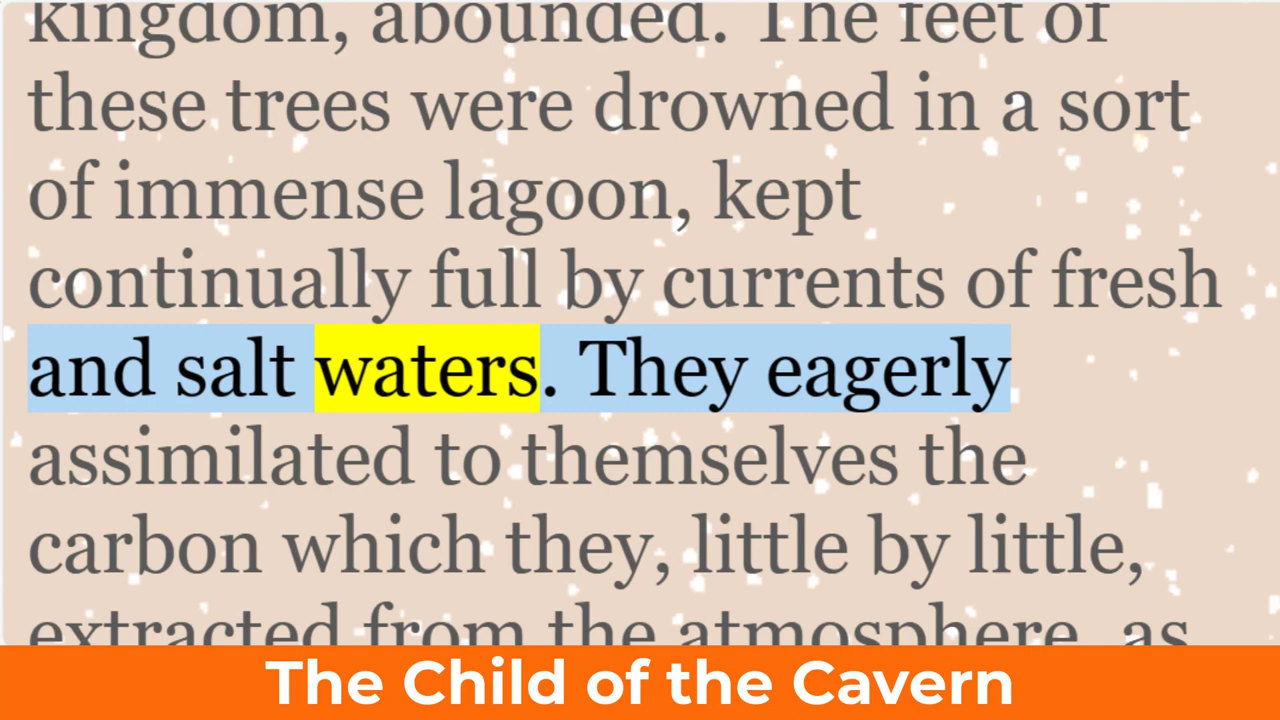 kingdom, abounded. The feet of
these trees were drowned in a sort
of immense lagoon, kept
continually full by currents of fresh
and salt waters. They eagerly
assimilated to themselves the
carbon which they, little by little,
extracted from the atmosphere, as
The Child of the Cavern